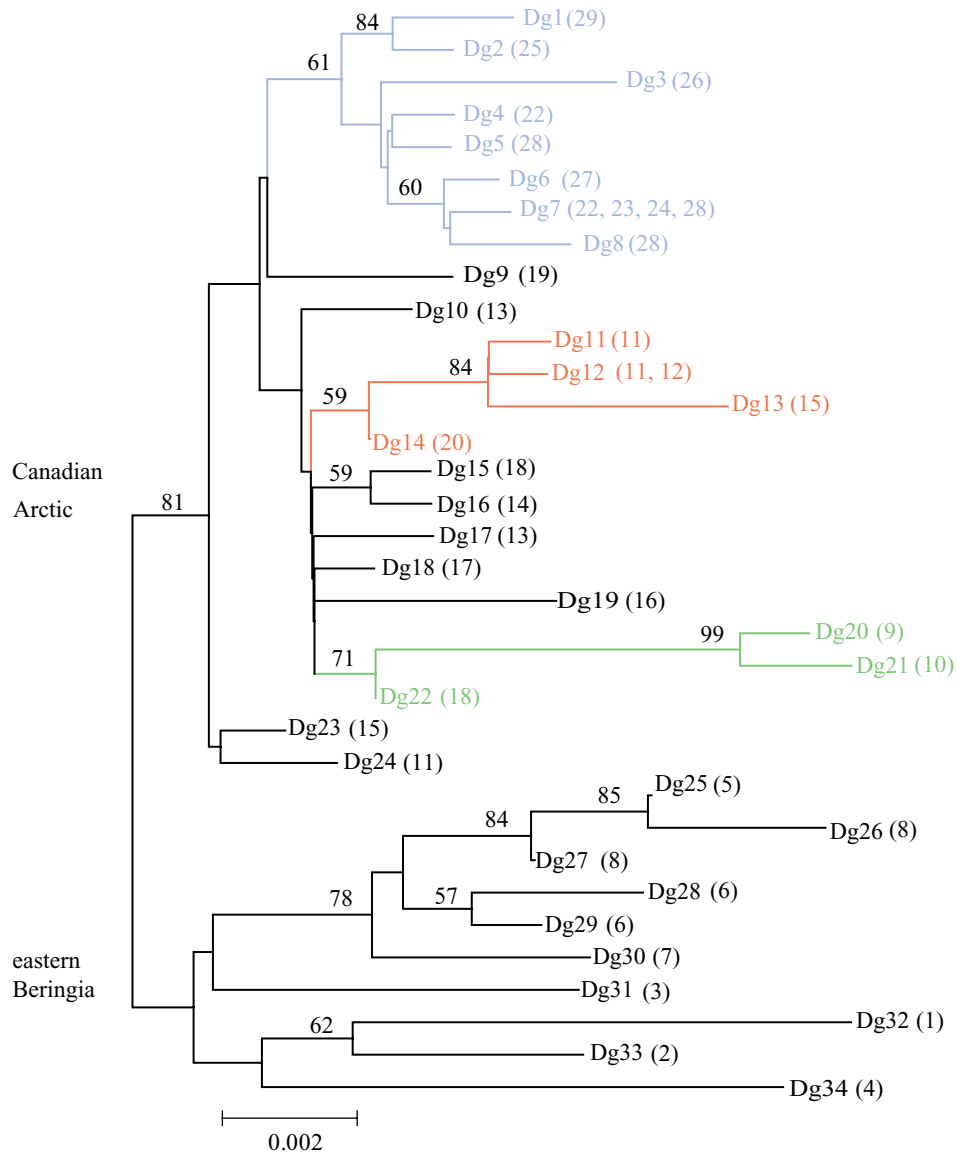 84
Dg1 (29)
Dg2 (25)
61
Dg3 (26)
Dg4 (22)
Dg5 (28)
60
Dg6 (27)
Dg7 (22, 23, 24, 28)
Dg8 (28)
Dg9 (19)
Dg10 (13)
Dg11 (11)
84
Dg12 (11, 12)
59
Dg13 (15)
Dg14 (20)
Canadian
Arctic
81
59
Dg15 (18)
Dg16 (14)
Dg17 (13)
Dg18 (17)
Dg19 (16)
99
Dg20 (9)
71
Dg21 (10)
Dg22 (18)
Dg23 (15)
Dg24 (11)
85
Dg25 (5)
84
Dg26 (8)
Dg27 (8)
78
57
Dg28 (6)
Dg29 (6)
Dg30 (7)
eastern
Beringia
Dg31 (3)
62
Dg32 (1)
Dg33 (2)
Dg34 (4)
0.002